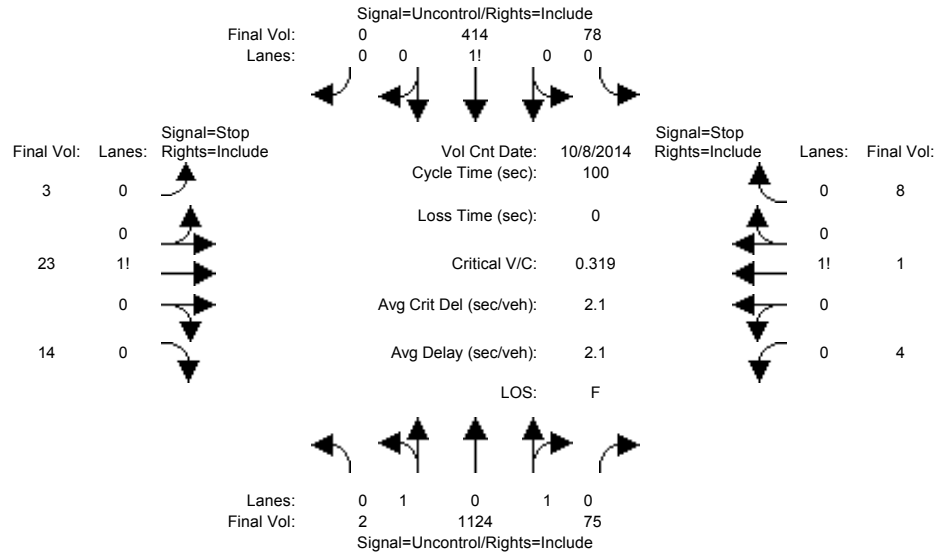 Signal=Uncontrol/Rights=Include
Final Vol: 0 414 78
Lanes: 0 0 1! 0 0
Signal=Stop Signal=Stop
Final Vol: Lanes: Rights=Include Vol Cnt Date: 10/8/2014 Rights=Include Lanes: Final Vol:
Cycle Time (sec): 100
3 0 0 8
Loss Time (sec): 0
0 0
23 1! Critical V/C: 0.319 1! 1
0 Avg Crit Del (sec/veh): 2.1 0
14 0 Avg Delay (sec/veh): 2.1 0 4
LOS: F
Lanes: 0 1 0 1 0
Final Vol: 2 1124 75
Signal=Uncontrol/Rights=Include